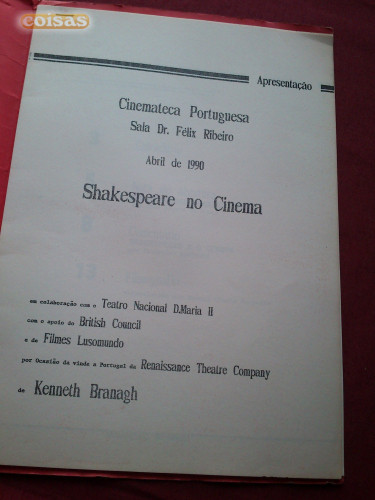 coisas
Apresentação
Cinemateca Portuguesa
Sala Dr. Félix Ribeiro
Abril de 1990
Shakespeare no Cinema
em colaboração com o Teatro Nacional D.Maria II
com o apoio do British Council
e de Filmes Lusomundo
por Ocasião da vinda a Portugal da Renaissance Theatre Company
de Kenneth Branagh